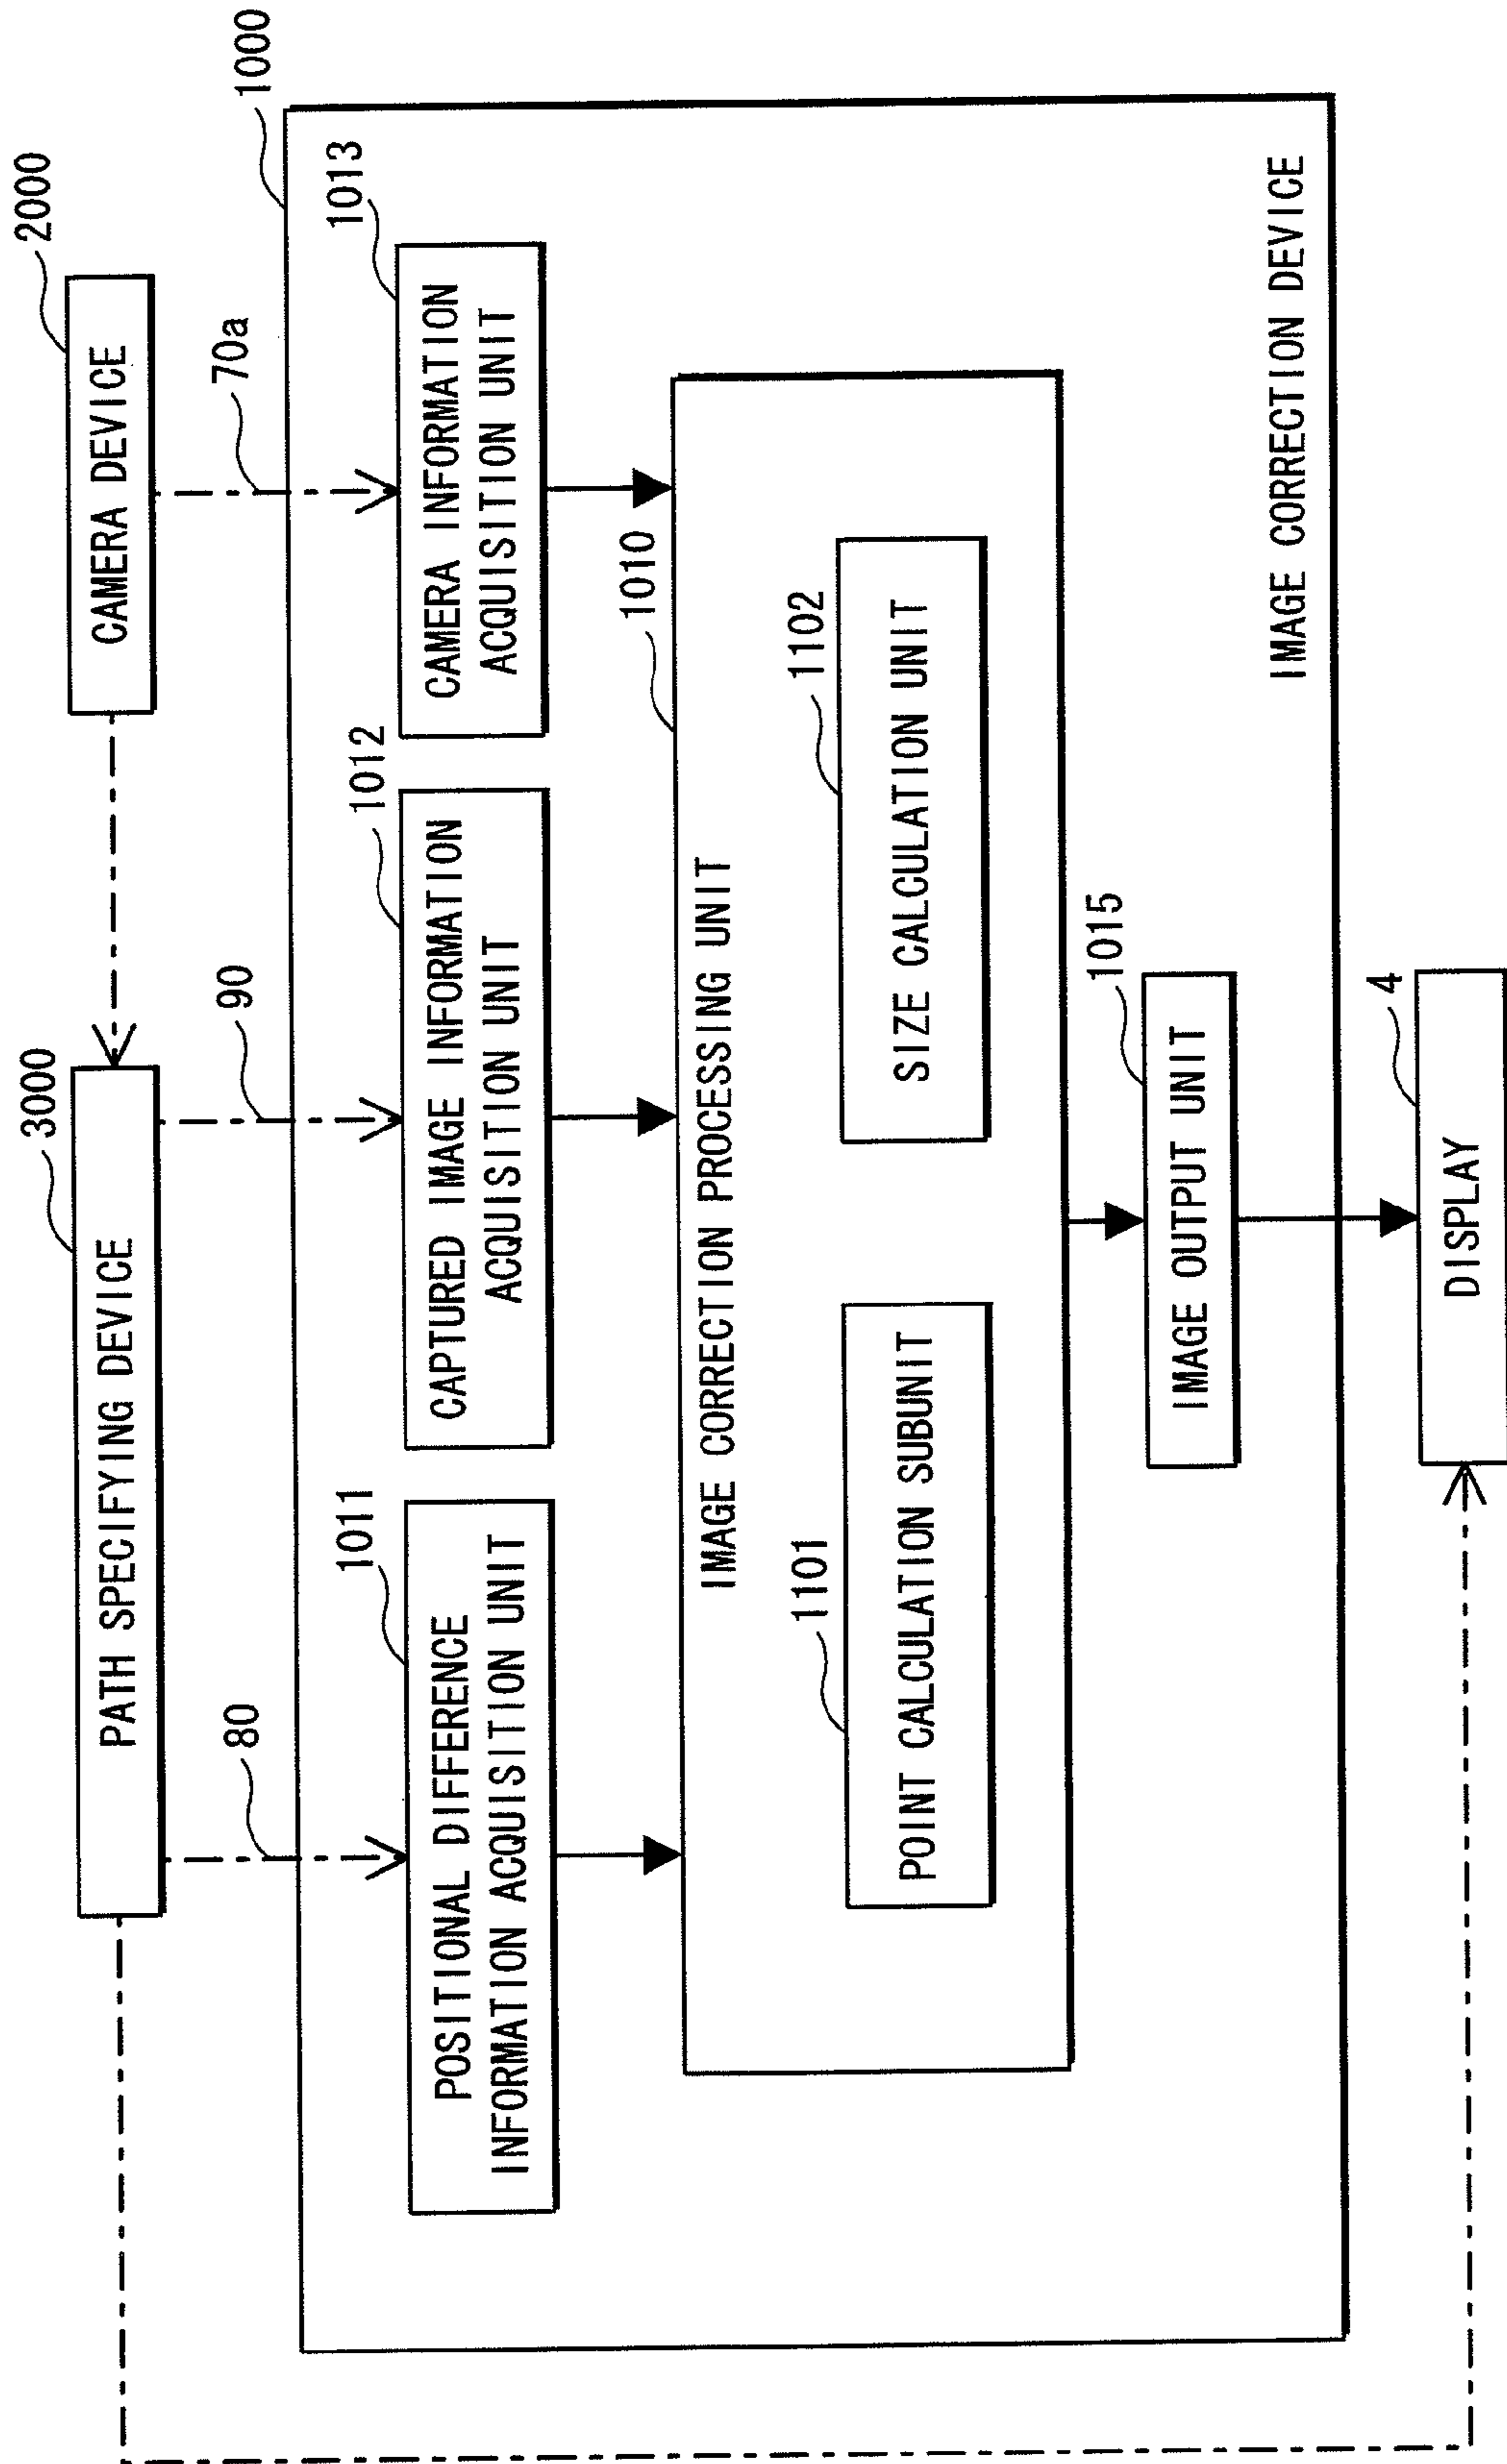 2000
CAMERA DEVICE
3000
PATH SPECIFYING DEVICE
80
90
70a
1000
1011
POSITIONAL DIFFERENCE
INFORMATION ACQUISITION UNIT
1012
CAPTURED IMAGE INFORMATION
ACQUISITION UNIT
1013
CAMERA INFORMATION
ACQUISITION UNIT
1010
IMAGE CORRECTION PROCESSING UNIT
1101
POINT CALCULATION SUBUNIT
1102
SIZE CALCULATION UNIT
1015
IMAGE OUTPUT UNIT
IMAGE CORRECTION DEVICE
4
DISPLAY